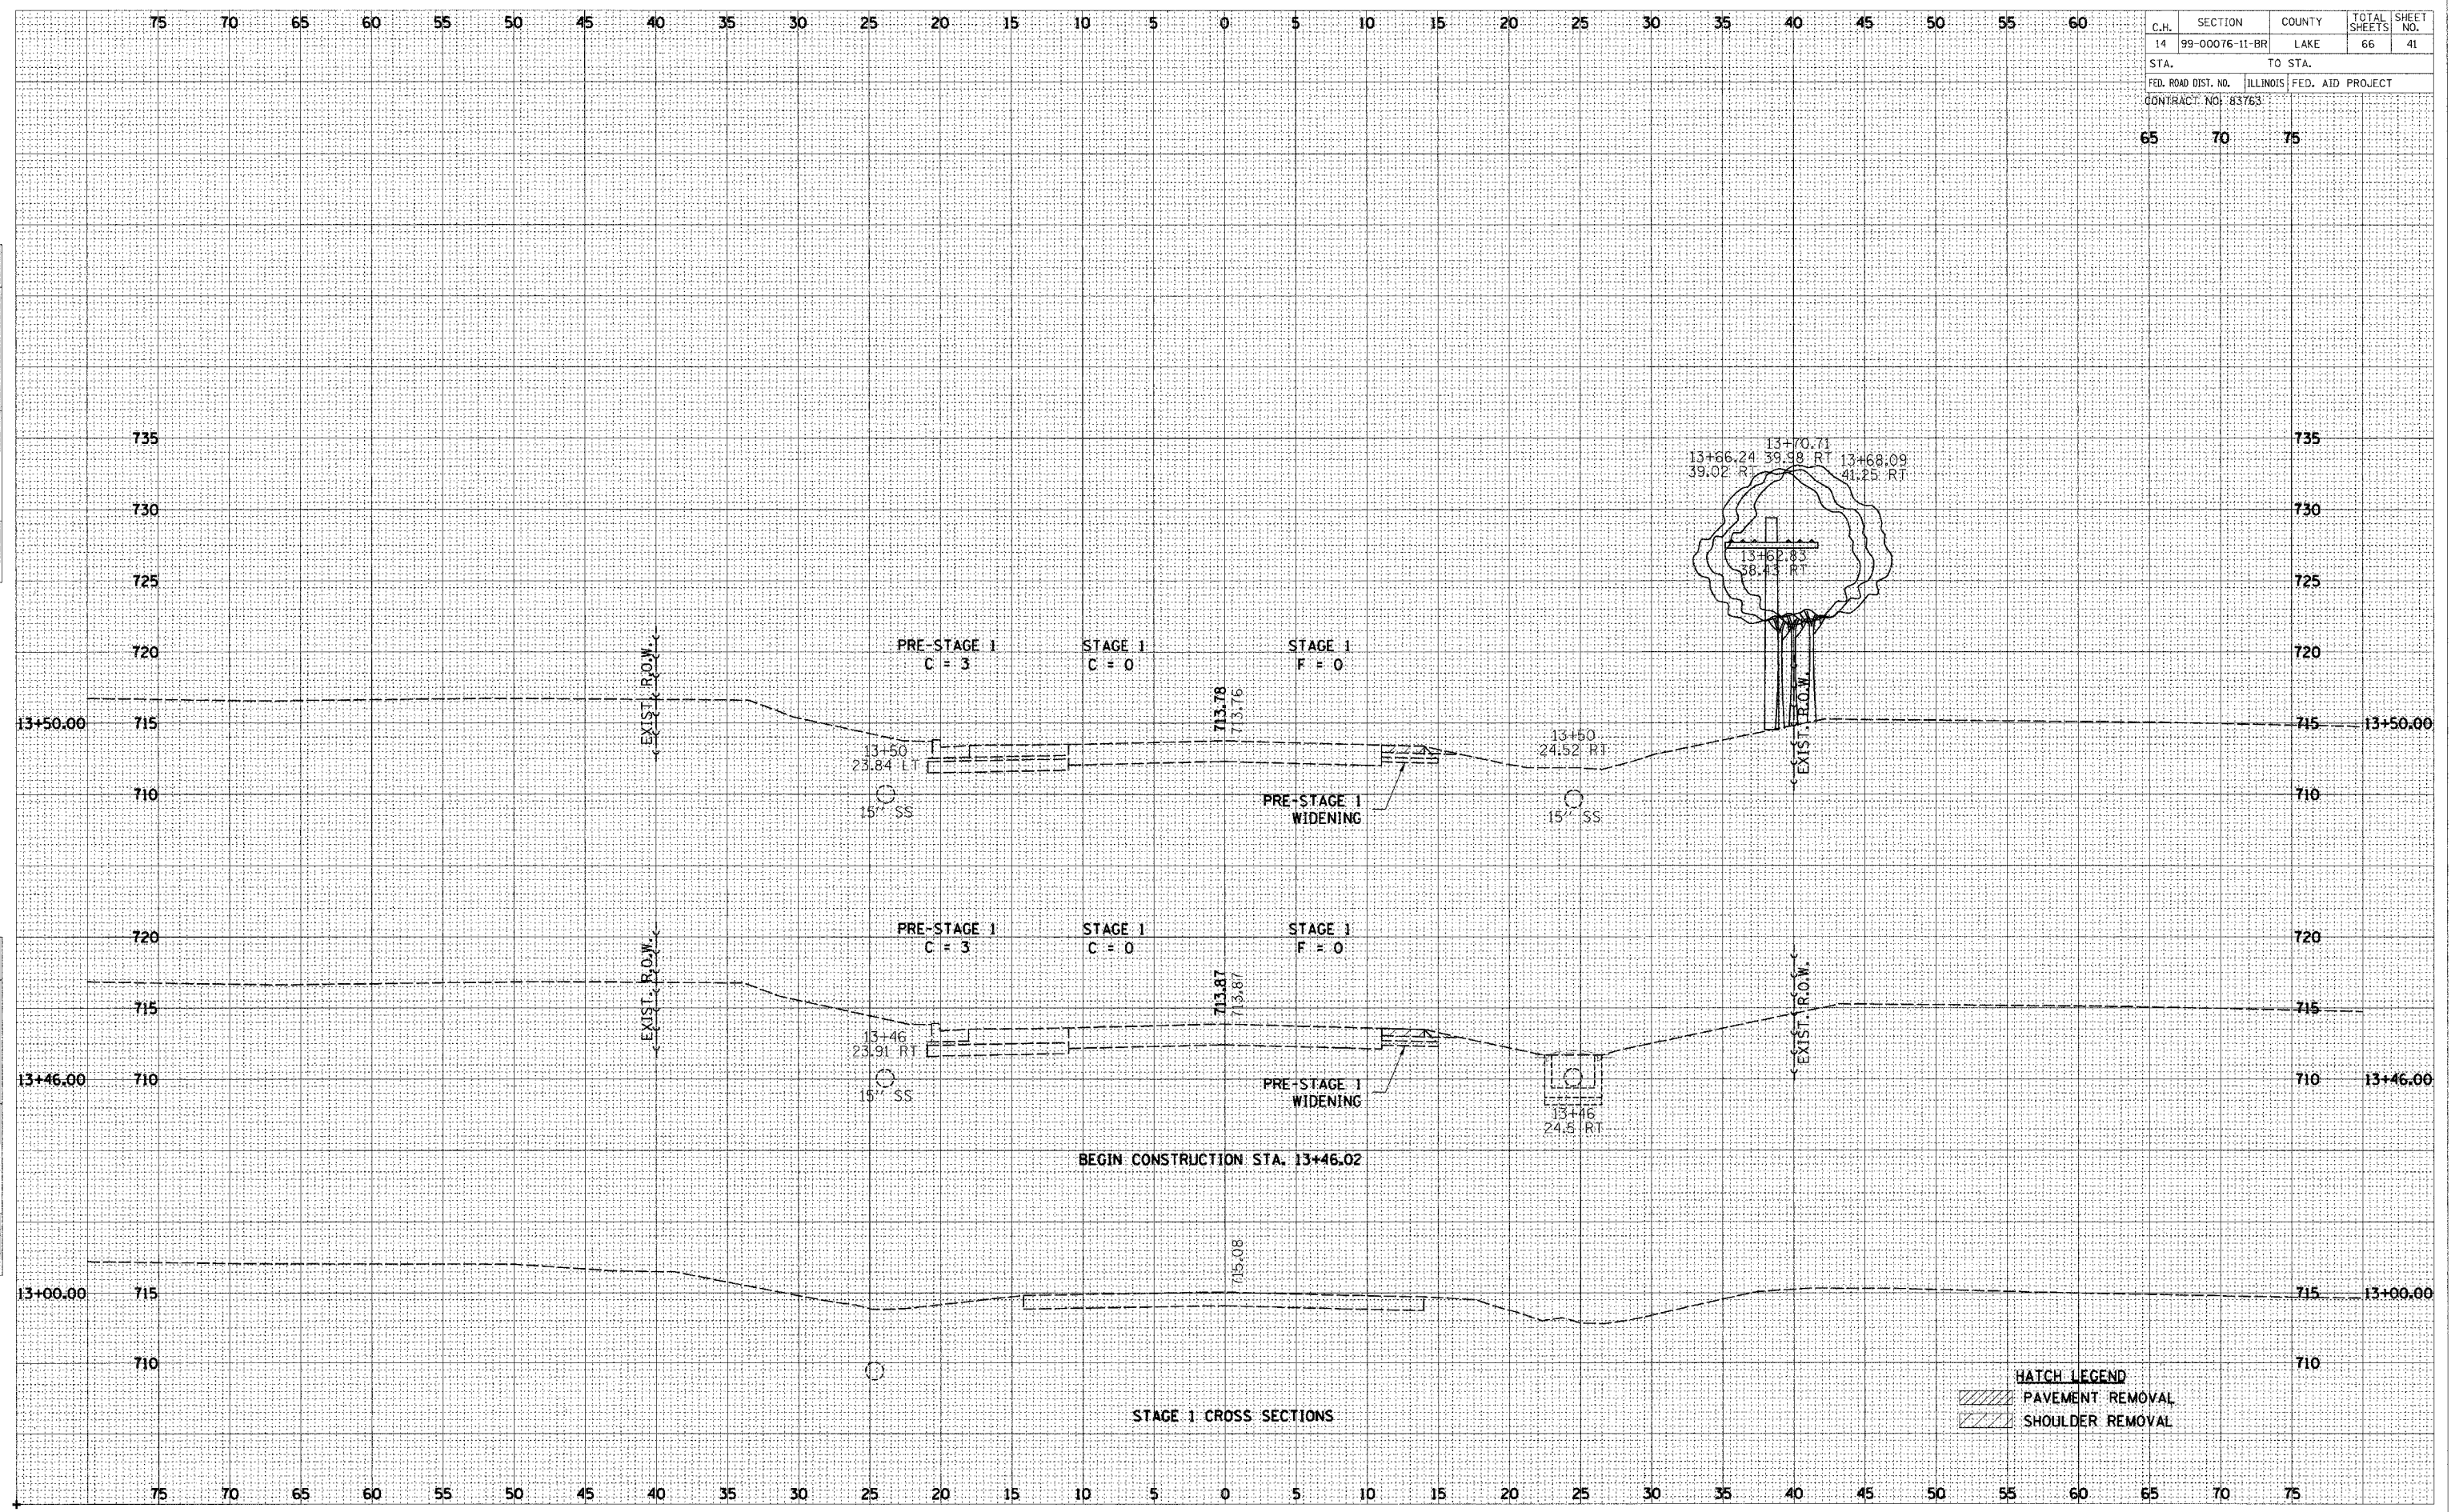 75 70 65 60 55 50 45 40 35 30 25 20 15 10 5 0 5 10 15 20 25 30 35 40 45 50 55 60
C.H. SECTION COUNTY TOTAL SHEETS SHEET NO.
14 99-00076-11-BR LAKE 66 41
STA. TO STA.
FED. ROAD DIST. NO. ILLINOIS FED. AID PROJECT
CONTRACT NO: 83763
65 70 75
735 735
13+70.71
39.98 RT
13+66.24
39.02 RT
13+68.09
41.25 RT
730 730
13+62.83
38.43 RT
725 725
720 720
EXIST. R.O.W.
PRE-STAGE 1
C = 3
STAGE 1
C = 0
STAGE 1
F = 0
EXIST. R.O.W.
713.78
713.76
13+50.00 715 715 13+50.00
13+50
23.84 LT
13+50
24.52 RT
710 710
15'' SS
PRE-STAGE 1
WIDENING
15'' SS
720 720
EXIST. R.O.W.
PRE-STAGE 1
C = 3
STAGE 1
C = 0
STAGE 1
F = 0
EXIST. R.O.W.
713.87
713.87
715 715
13+46
23.91 RT
13+46.00 710 710 13+46.00
15'' SS
PRE-STAGE 1
WIDENING
13+46
24.5 RT
BEGIN CONSTRUCTION STA. 13+46.02
715.08
13+00.00 715 715 13+00.00
710 710
HATCH LEGEND
PAVEMENT REMOVAL
SHOULDER REMOVAL
STAGE 1 CROSS SECTIONS
75 70 65 60 55 50 45 40 35 30 25 20 15 10 5 0 5 10 15 20 25 30 35 40 45 50 55 60 65 70 75